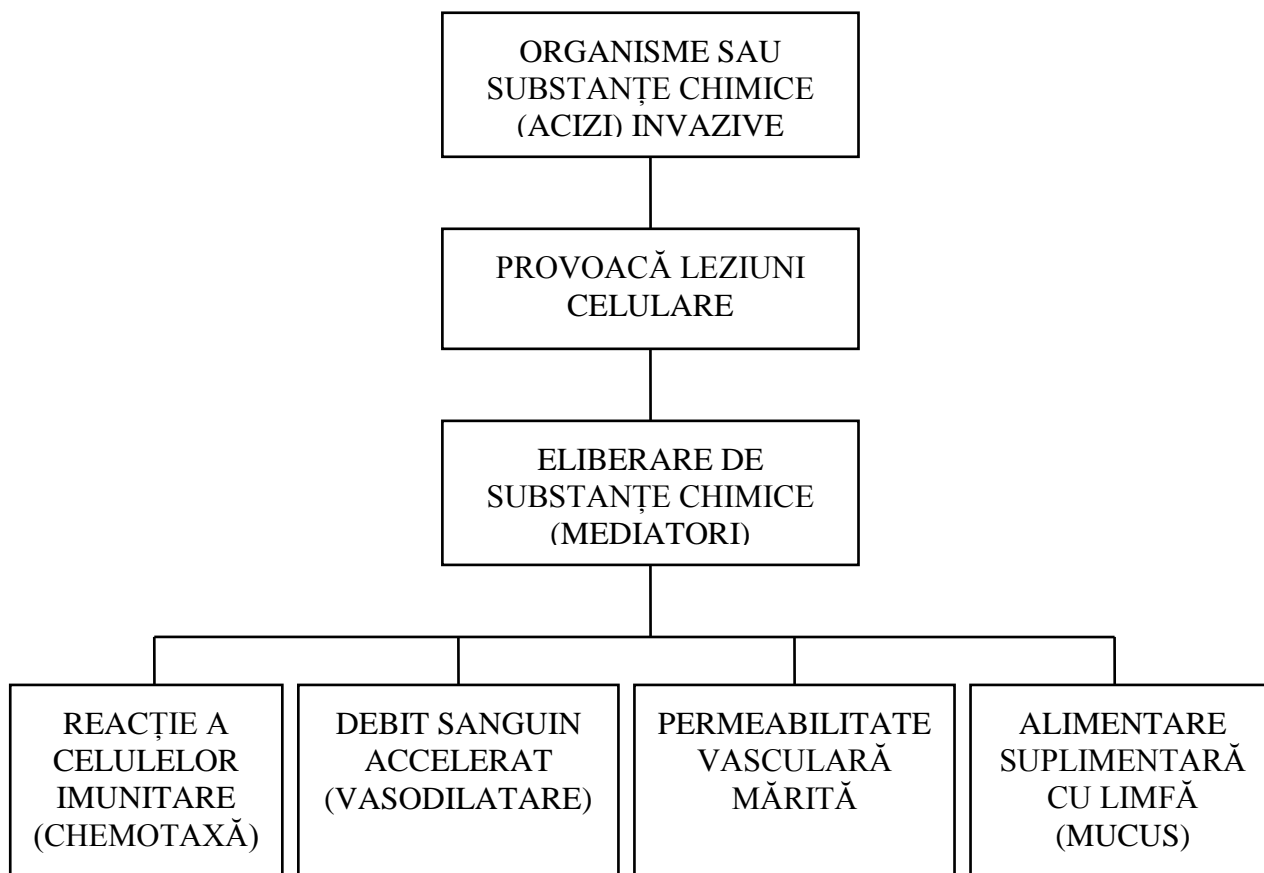 ORGANISME SAU
SUBSTANȚE CHIMICE
(ACIZI) INVAZIVE
PROVOACĂ LEZIUNI
CELULARE
ELIBERARE DE
SUBSTANȚE CHIMICE
(MEDIATORI)
REACȚIE A
CELULELOR
IMUNITARE
(CHEMOTAXĂ)
DEBIT SANGUIN
ACCELERAT
(VASODILATARE)
PERMEABILITATE
VASCULARĂ
MĂRITĂ
ALIMENTARE
SUPLIMENTARĂ
CU LIMFĂ
(MUCUS)